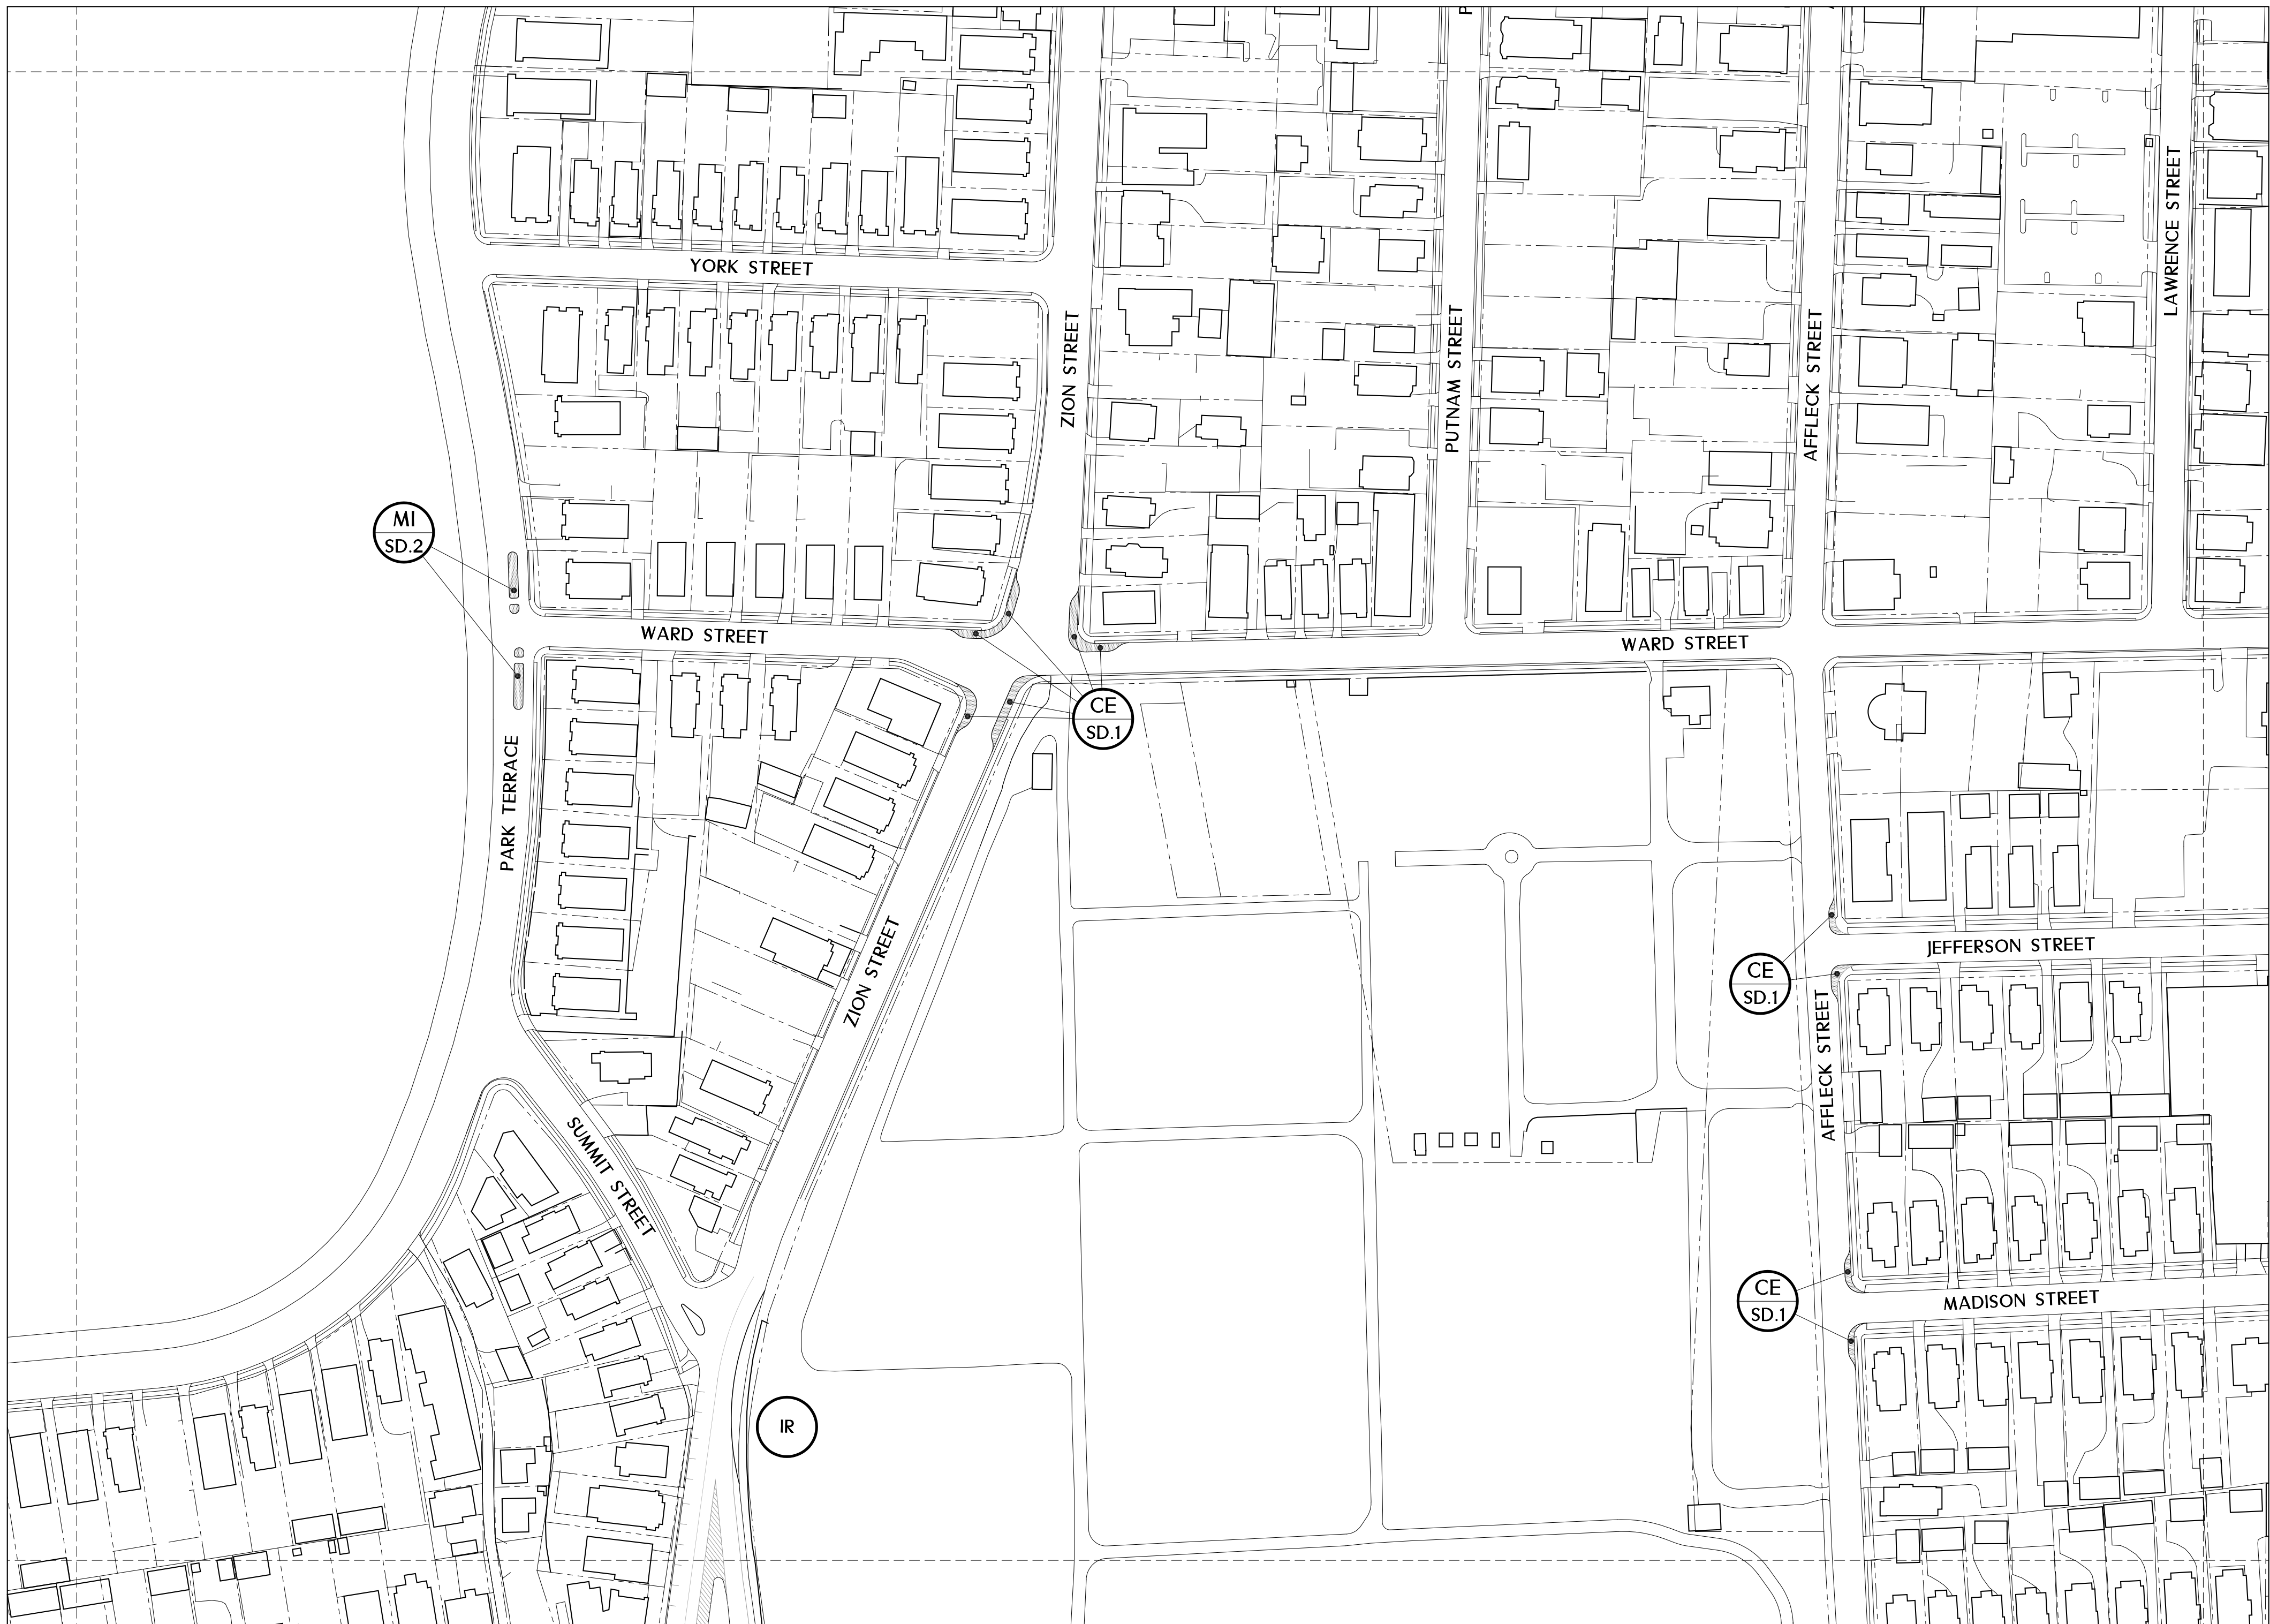 P
YORK STREET
ZION STREET
PUTNAM STREET
AFFLECK STREET
LAWRENCE STREET
MI
SD.2
WARD STREET
WARD STREET
CE
SD.1
PARK TERRACE
ZION STREET
JEFFERSON STREET
CE
SD.1
AFFLECK STREET
SUMMIT STREET
CE
SD.1
MADISON STREET
IR